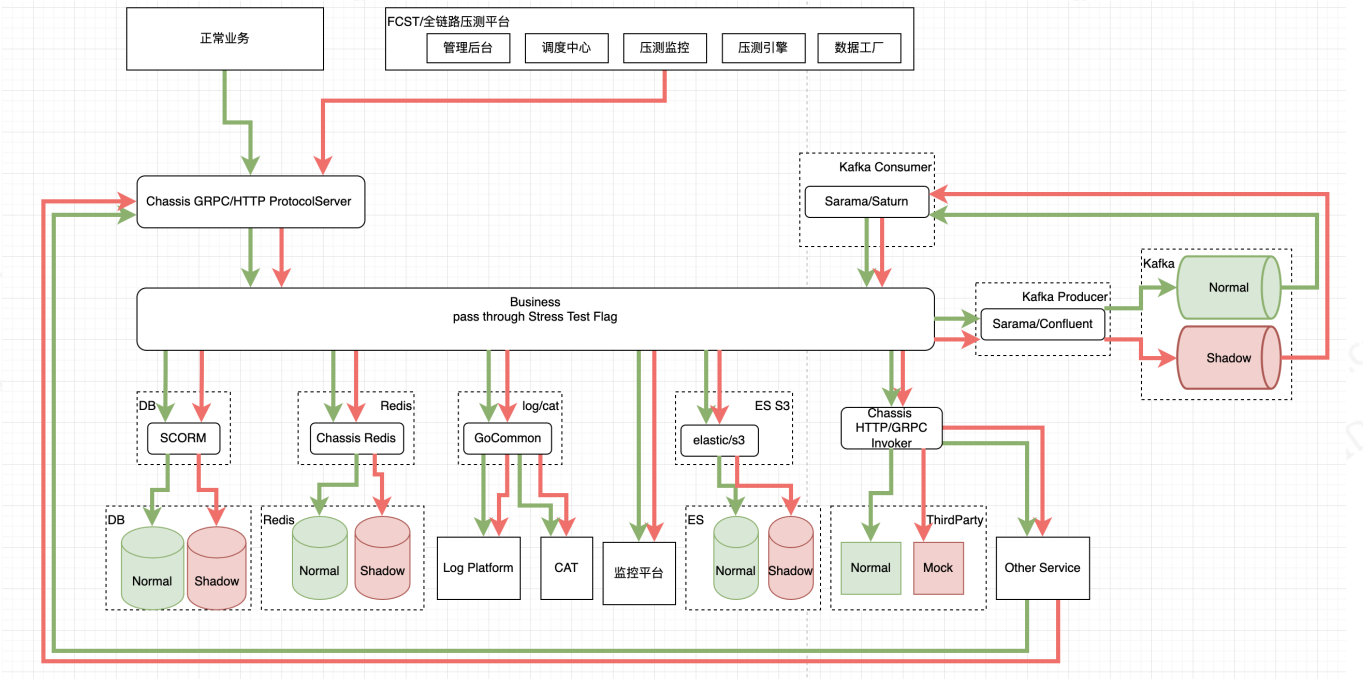 正常业务
FCST/全链路压测平台
管理后台
调度中心
压测监控
压测引擎
数据工厂
Kafka Consumer
Sarama/Saturn
Chassis GRPC/HTTP ProtocolServer
Kafka
Normal
Shadow
Kafka Producer
Sarama/Confluent
Business
pass through Stress Test Flag
DB
SCORM
Redis
Chassis Redis
log/cat
GoCommon
ES S3
elastic/s3
Chassis
HTTP/GRPC
Invoker
DB
Normal
Shadow
Redis
Normal
Shadow
Log Platform
CAT
监控平台
ES
Normal
Shadow
ThirdParty
Normal
Mock
Other Service